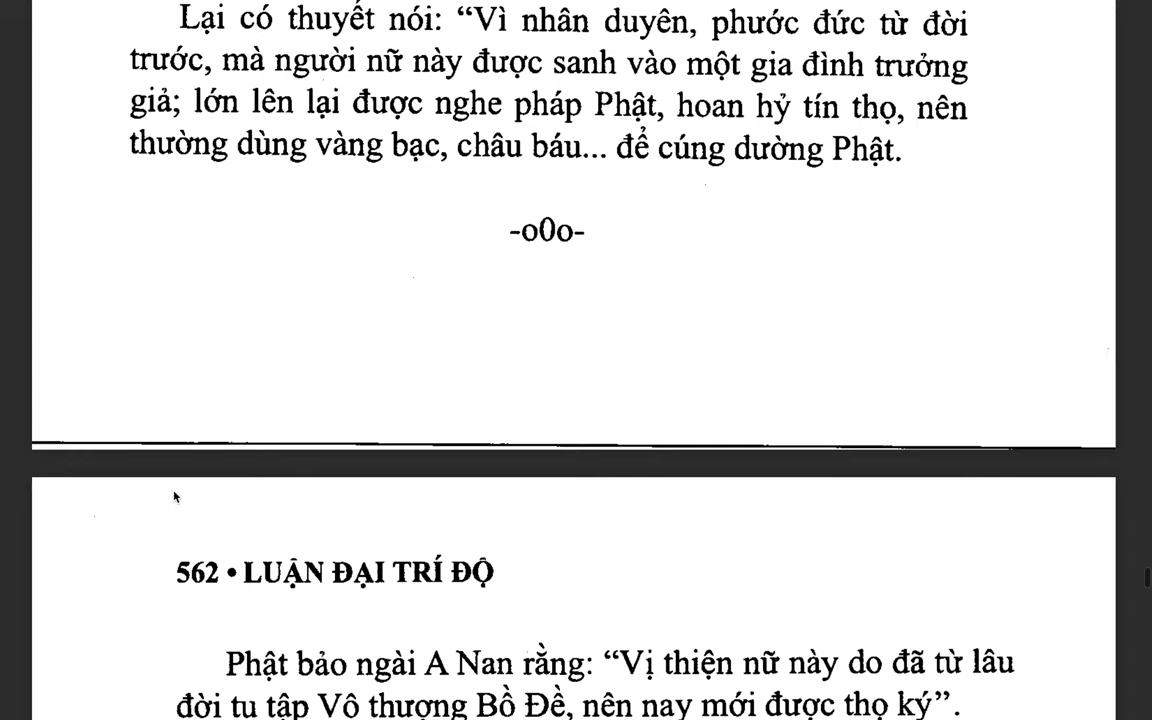 Lại có thuyết nói: “Vì nhân duyên, phước đức từ đời
trước, mà người nữ này được sanh vào một gia đình trưởng
giả; lớn lên lại được nghe pháp Phật, hoan hỷ tín thọ, nên
thường dùng vàng bạc, châu báu... để cúng dường Phật.
-o0o-
562 • LUẬN ĐẠI TRÍ ĐỘ
Phật bảo ngài A Nan rằng: “Vị thiện nữ này do đã từ lâu
đời tu tập Vô thượng Bồ Đề, nên nay mới được thọ ký”.